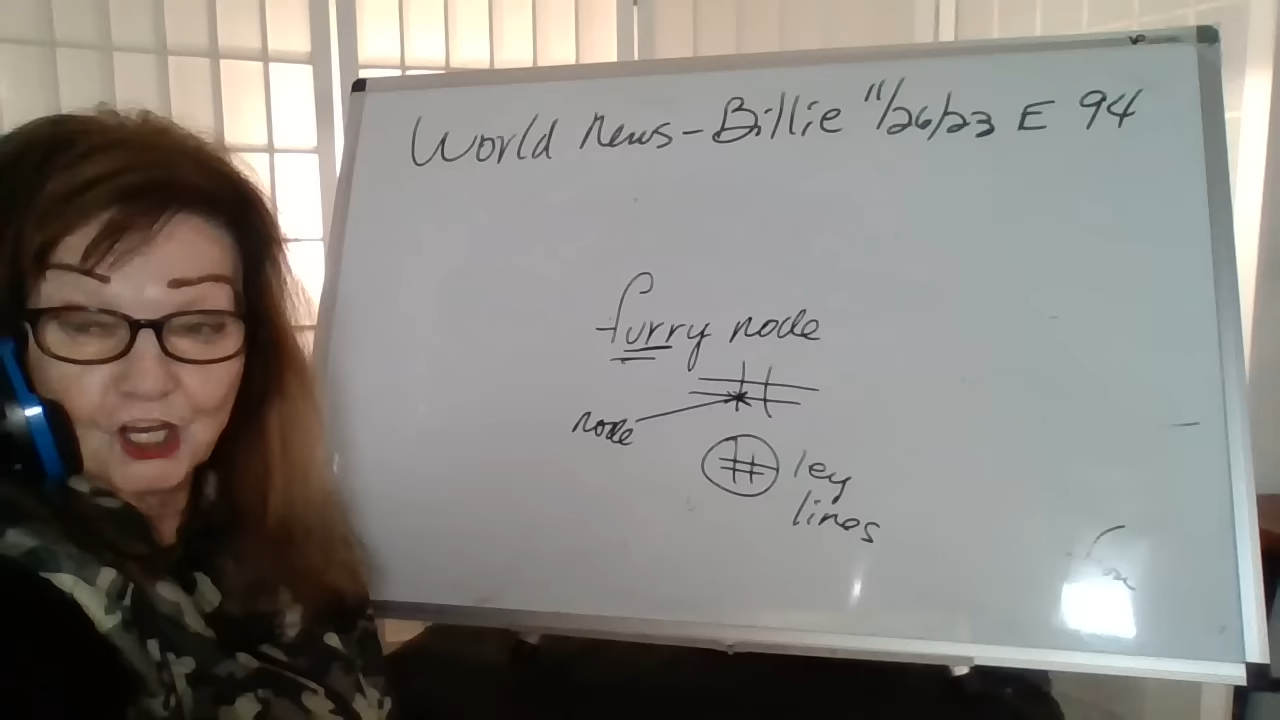 World News - Billie 11/26/23 E 94
furry node
node
ley
lines